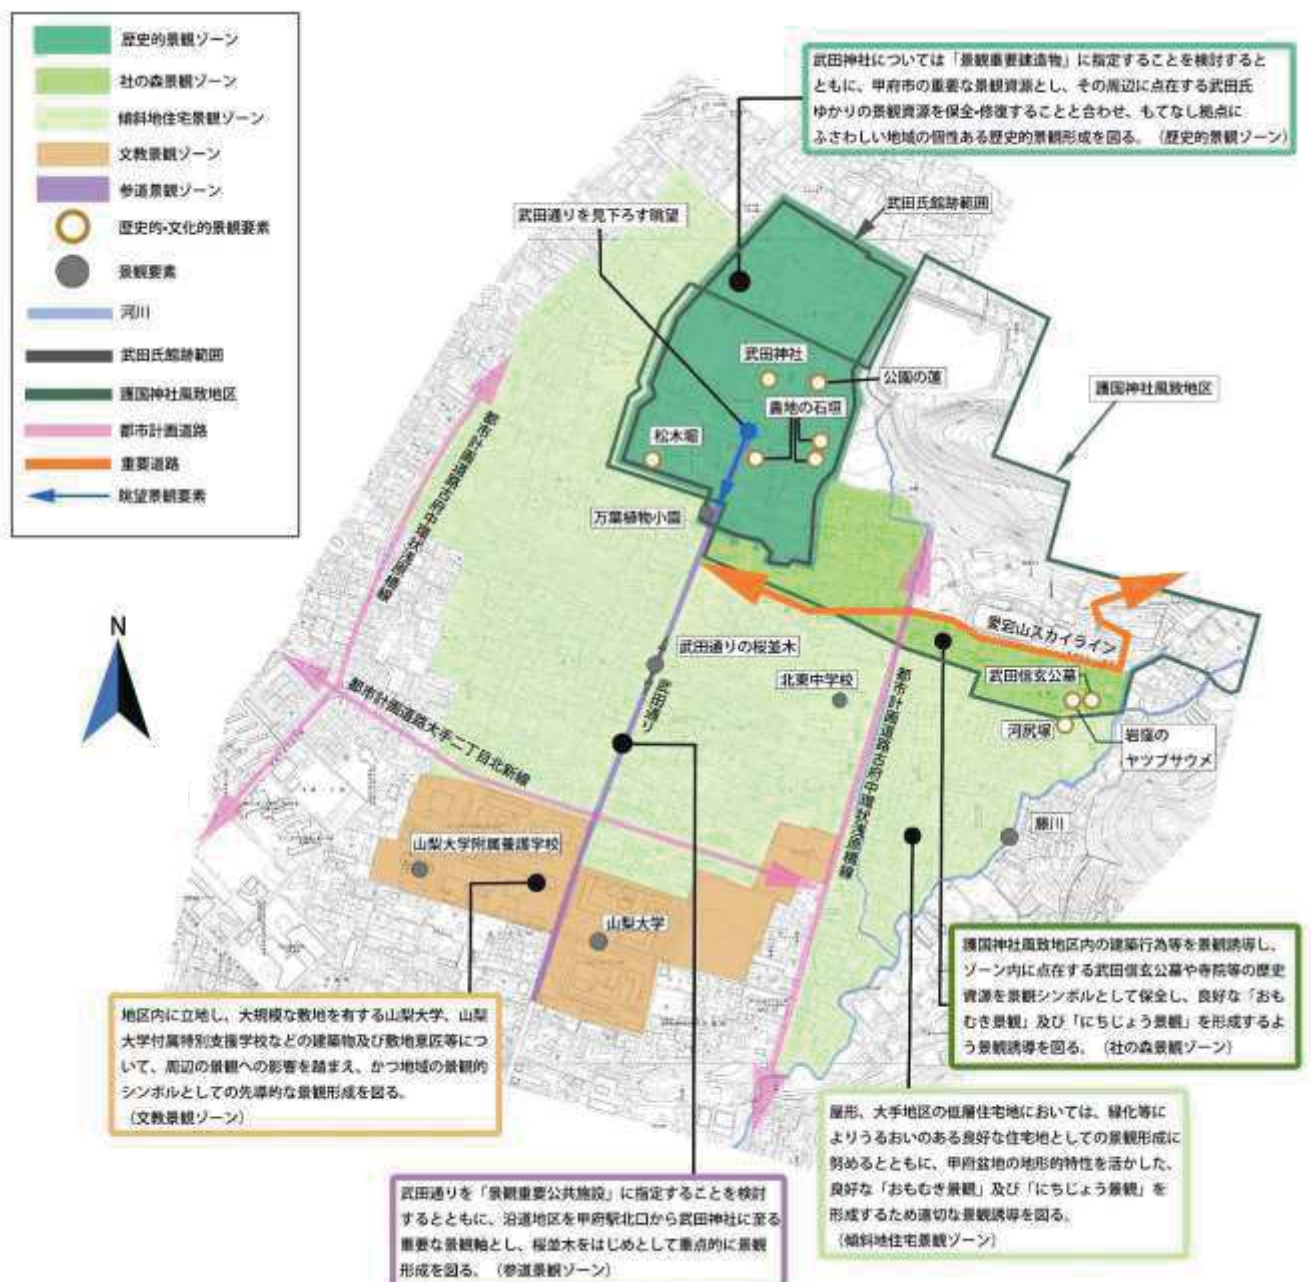 歴史的景観ゾーン
社の森景観ゾーン
傾斜地住宅景観ゾーン
文教景観ゾーン
参道景観ゾーン
歴史的・文化的景観要素
景観要素
河川
武田氏館跡範囲
護国神社風致地区
都市計画道路
重要道路
眺望景観要素
武田神社については「景観重要建造物」に指定することを検討すると
ともに、甲府市の重要な景観資源とし、その周辺に点在する武田氏
ゆかりの景観資源を保全・修復することと合わせ、もてなし拠点に
ふさわしい地域の個性ある歴史的景観形成を図る。（歴史的景観ゾーン）
武田通りを見下ろす眺望
武田氏館跡範囲
武田神社
公園の蓮
農地の石垣
松木堀
護国神社風致地区
万葉植物小園
都市計画道路古府中環状浅原橋線
愛宕山スカイライン
武田通りの桜並木
武田通り
北東中学校
武田信玄公墓
河尻塚
岩窪の
ヤツブサウメ
N
都市計画道路大手二丁目北新線
都市計画道路古府中環状浅原橋線
藤川
山梨大学附属養護学校
山梨大学
護国神社風致地区内の建築行為等を景観誘導し、
ゾーン内に点在する武田信玄公墓や寺院等の歴史
資源を景観シンボルとして保全し、良好な「おも
むき景観」及び「にちじょう景観」を形成するよ
う景観誘導を図る。（社の森景観ゾーン）
地区内に立地し、大規模な敷地を有する山梨大学、山梨
大学付属特別支援学校などの建築物及び敷地意匠等につ
いて、周辺の景観への影響を踏まえ、かつ地域の景観的
シンボルとしての先導的な景観形成を図る。
（文教景観ゾーン）
屋形、大手地区の低層住宅地においては、緑化等に
よりうるおいのある良好な住宅地としての景観形成に
努めるとともに、甲府盆地の地形的特性を活かした、
良好な「おもむき景観」及び「にちじょう景観」を
形成するため適切な景観誘導を図る。
（傾斜地住宅景観ゾーン）
武田通りを「景観重要公共施設」に指定することを検討
するとともに、沿道地区を甲府駅北口から武田神社に至る
重要な景観軸とし、桜並木をはじめとして重点的に景観
形成を図る。（参道景観ゾーン）